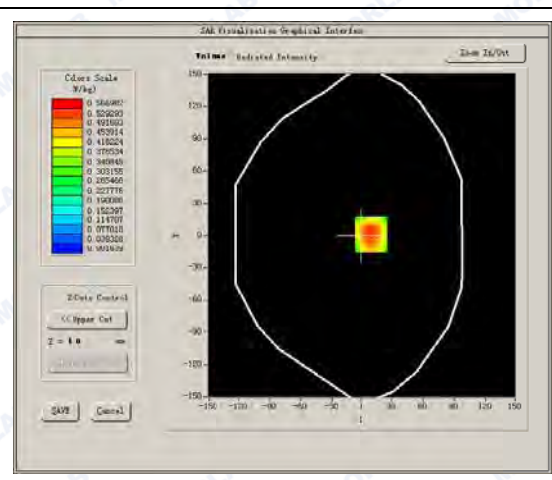 SAR Visualisation Graphical Interface
Volume Radiated Intensity
Zoom In/Out
Colors Scale
W/kg)
0.566982
0.529293
0.491603
0.453914
0.416224
0.378534
0.340845
0.303155
0.265466
0.227776
0.190086
0.152397
0.114707
0.077018
0.039328
0.001639
150
90
60
30
0
-30
-60
-90
-120
-150
-150 -120 -90 -60 -30 0 30 60 90 120 150
Z-Cuts Control
<<Upper Cut
SAVE
Cancel